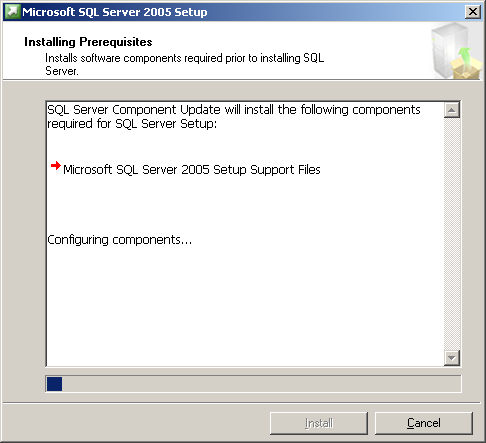 Microsoft SQL Server 2005 Setup
Installing Prerequisites
Installs software components required prior to installing SQL
Server.
SQL Server Component Update will install the following components
required for SQL Server Setup:
Microsoft SQL Server 2005 Setup Support Files
Configuring components...
Install
Cancel